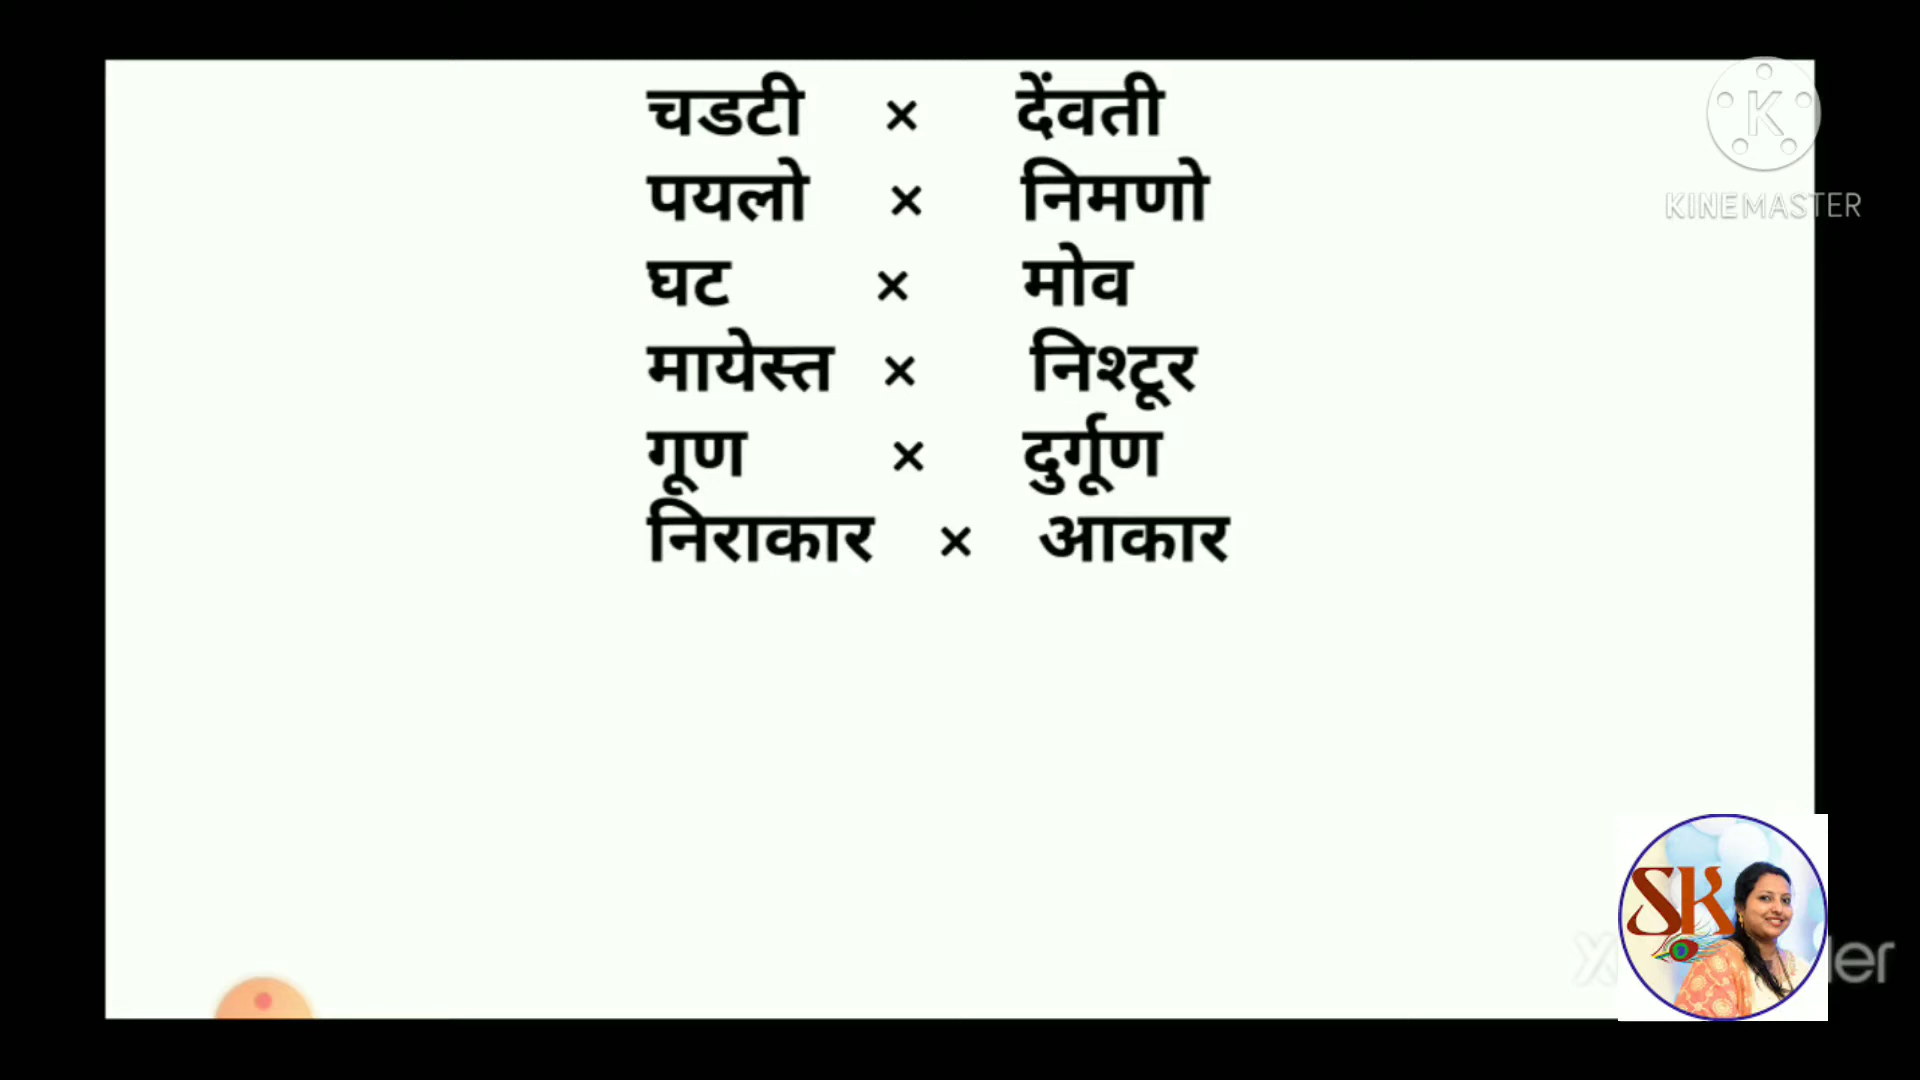 चडटी × देंवती
पयलो × निमणो
घट × मोव
मायेस्त × निश्टूर
गूण × दुर्गूण
निराकार × आकार
K
KINEMASTER
SK